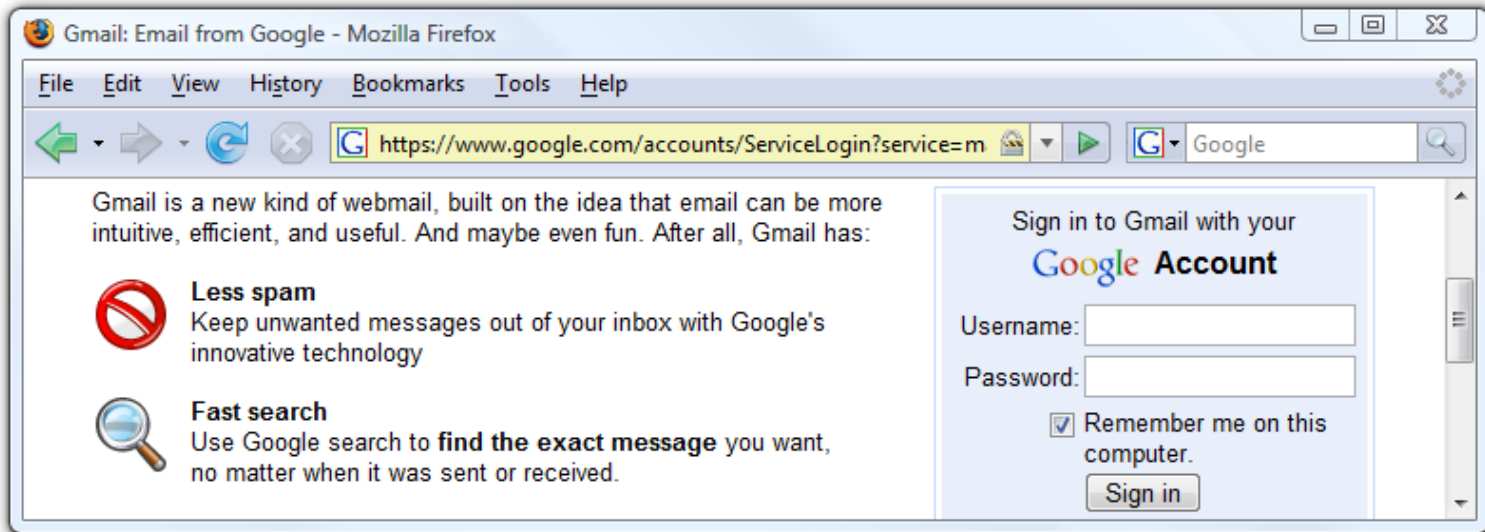 Gmail: Email from Google - Mozilla Firefox
File Edit View History Bookmarks Tools Help
G https://www.google.com/accounts/ServiceLogin?service=m G Google
Gmail is a new kind of webmail, built on the idea that email can be more
intuitive, efficient, and useful. And maybe even fun. After all, Gmail has:
Less spam
Keep unwanted messages out of your inbox with Google's
innovative technology
Fast search
Use Google search to find the exact message you want,
no matter when it was sent or received.
Sign in to Gmail with your
Google Account
Username:
Password:
Remember me on this
computer.
Sign in